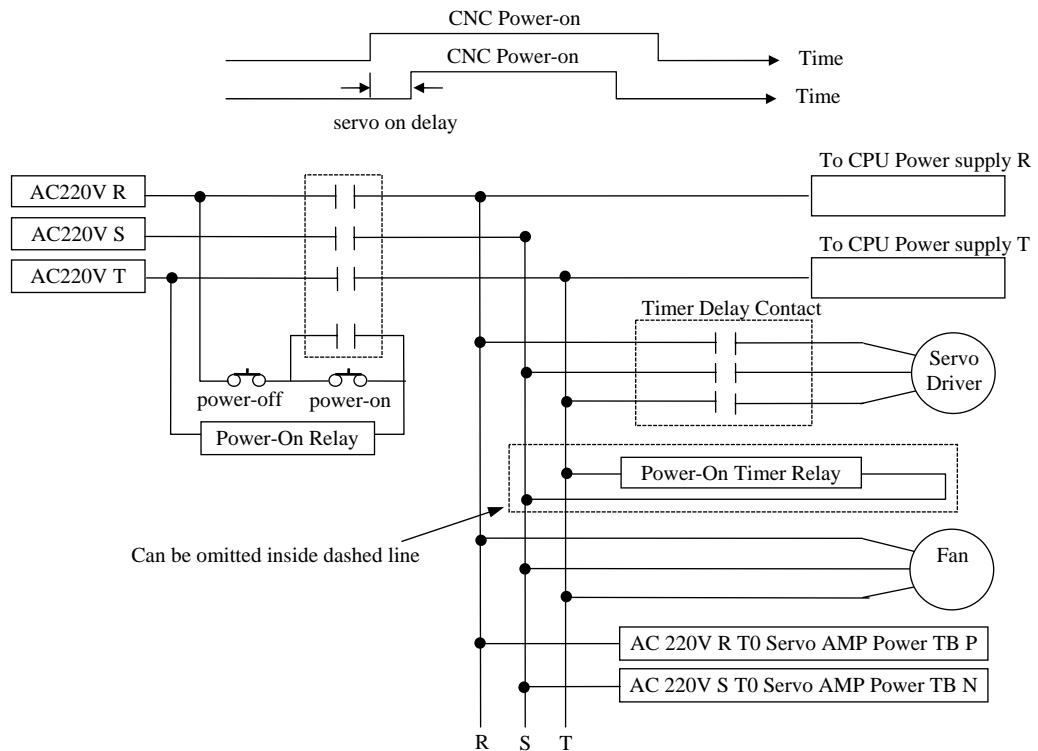 CNC Power-on
CNC Power-on
Time
Time
servo on delay
To CPU Power supply R
AC220V R
AC220V S
To CPU Power supply T
AC220V T
Timer Delay Contact
Servo
Driver
power-off
power-on
Power-On Relay
Power-On Timer Relay
Can be omitted inside dashed line
Fan
AC 220V R T0 Servo AMP Power TB P
AC 220V S T0 Servo AMP Power TB N
R S T